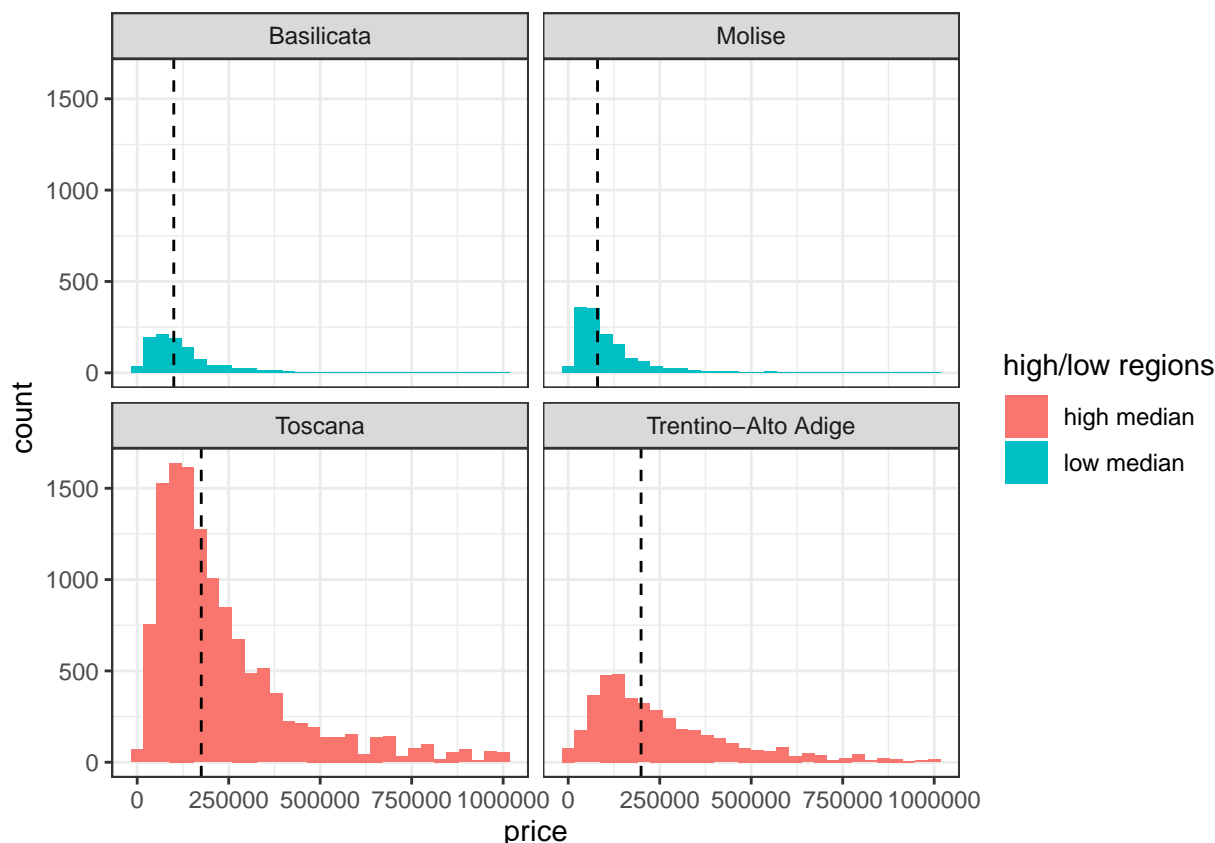 Basilicata
Molise
1500
1000
500
0
Toscana
Trentino−Alto Adige
1500
1000
500
0
0
250000
500000
750000
1000000
0
250000
500000
750000
1000000
price
count
high/low regions
high median
low median